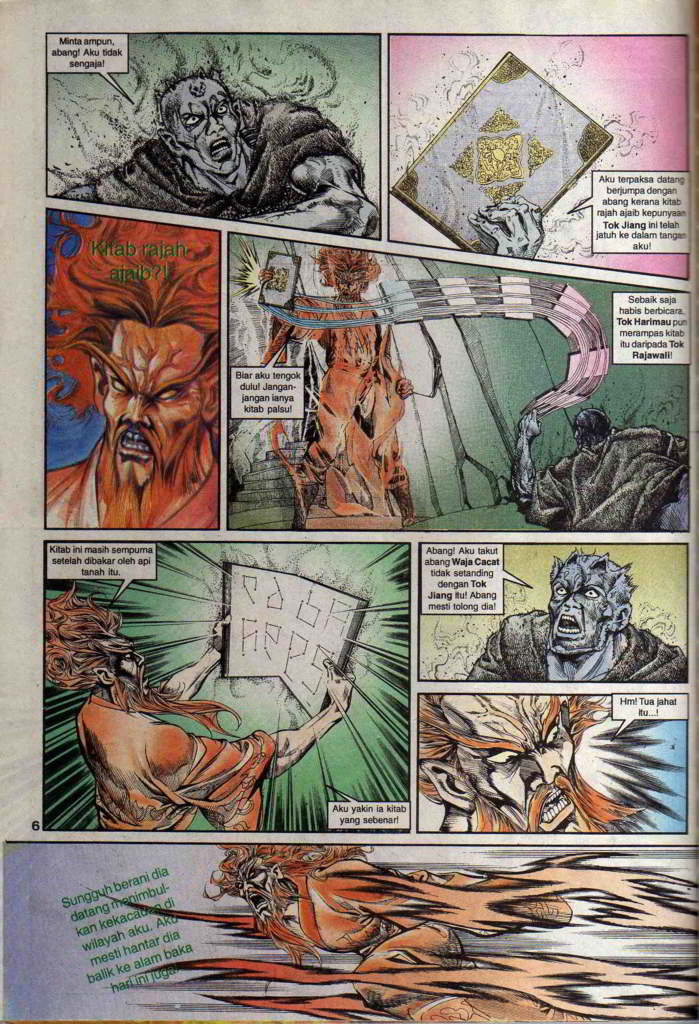 Minta ampun,
abang! Aku tidak
sengaja!
Aku terpaksa datang
berjumpa dengan
abang kerana kitab
rajah ajaib kepunyaan
Tok Jiang ini telah
jatuh ke dalam tangan
aku!
Kitab rajah
ajaib?!
Biar aku tengok
dulu! Jangan-
jangan ianya
kitab palsu!
Sebaik saja
habis berbicara,
Tok Harimau pun
merampas kitab
itu daripada Tok
Rajawali!
Kitab ini masih sempurna
setelah dibakar oleh api
tanah itu.
Aku yakin ia kitab
yang sebenar!
Abang! Aku takut
abang Waja Cacat
tidak setanding
dengan Tok
Jiang itu! Abang
mesti tolong dia!
Hm! Tua jahat
itu...!
6
Sungguh berani dia
datang menimbul-
kan kekacauan di
wilayah aku. Aku
mesti hantar dia
balik ke alam baka
hari ini juga!